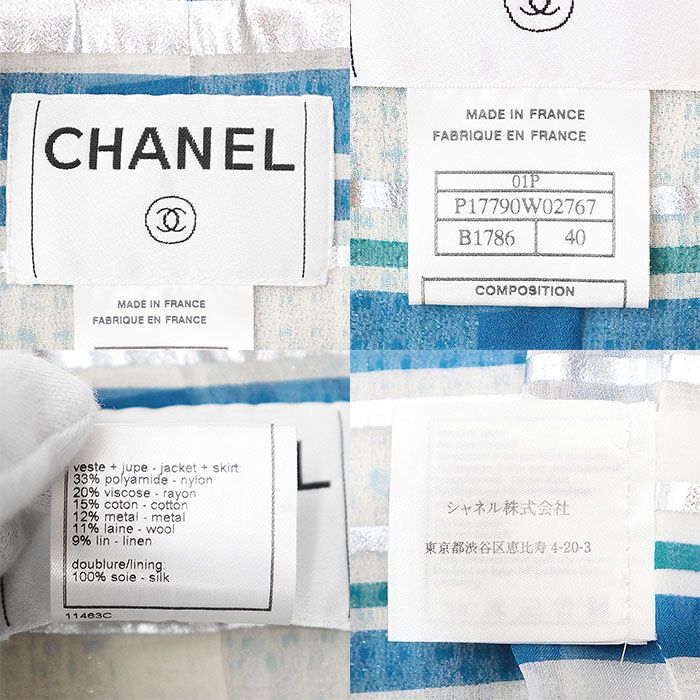 CHANEL
MADE IN FRANCE
FABRIQUE EN FRANCE
MADE IN FRANCE
FABRIQUE EN FRANCE
01P
P17790W02767
B1786 40
COMPOSITION
veste + jupe - jacket + skirt:
33% polyamide - nylon
20% viscose - rayon
15% coton - cotton
12% metal - metal
11% laine - wool
9% lin - linen
doublure/lining:
100% soie - silk
11463C
EL
シャネル株式会社
東京都渋谷区恵比寿 4-20-3